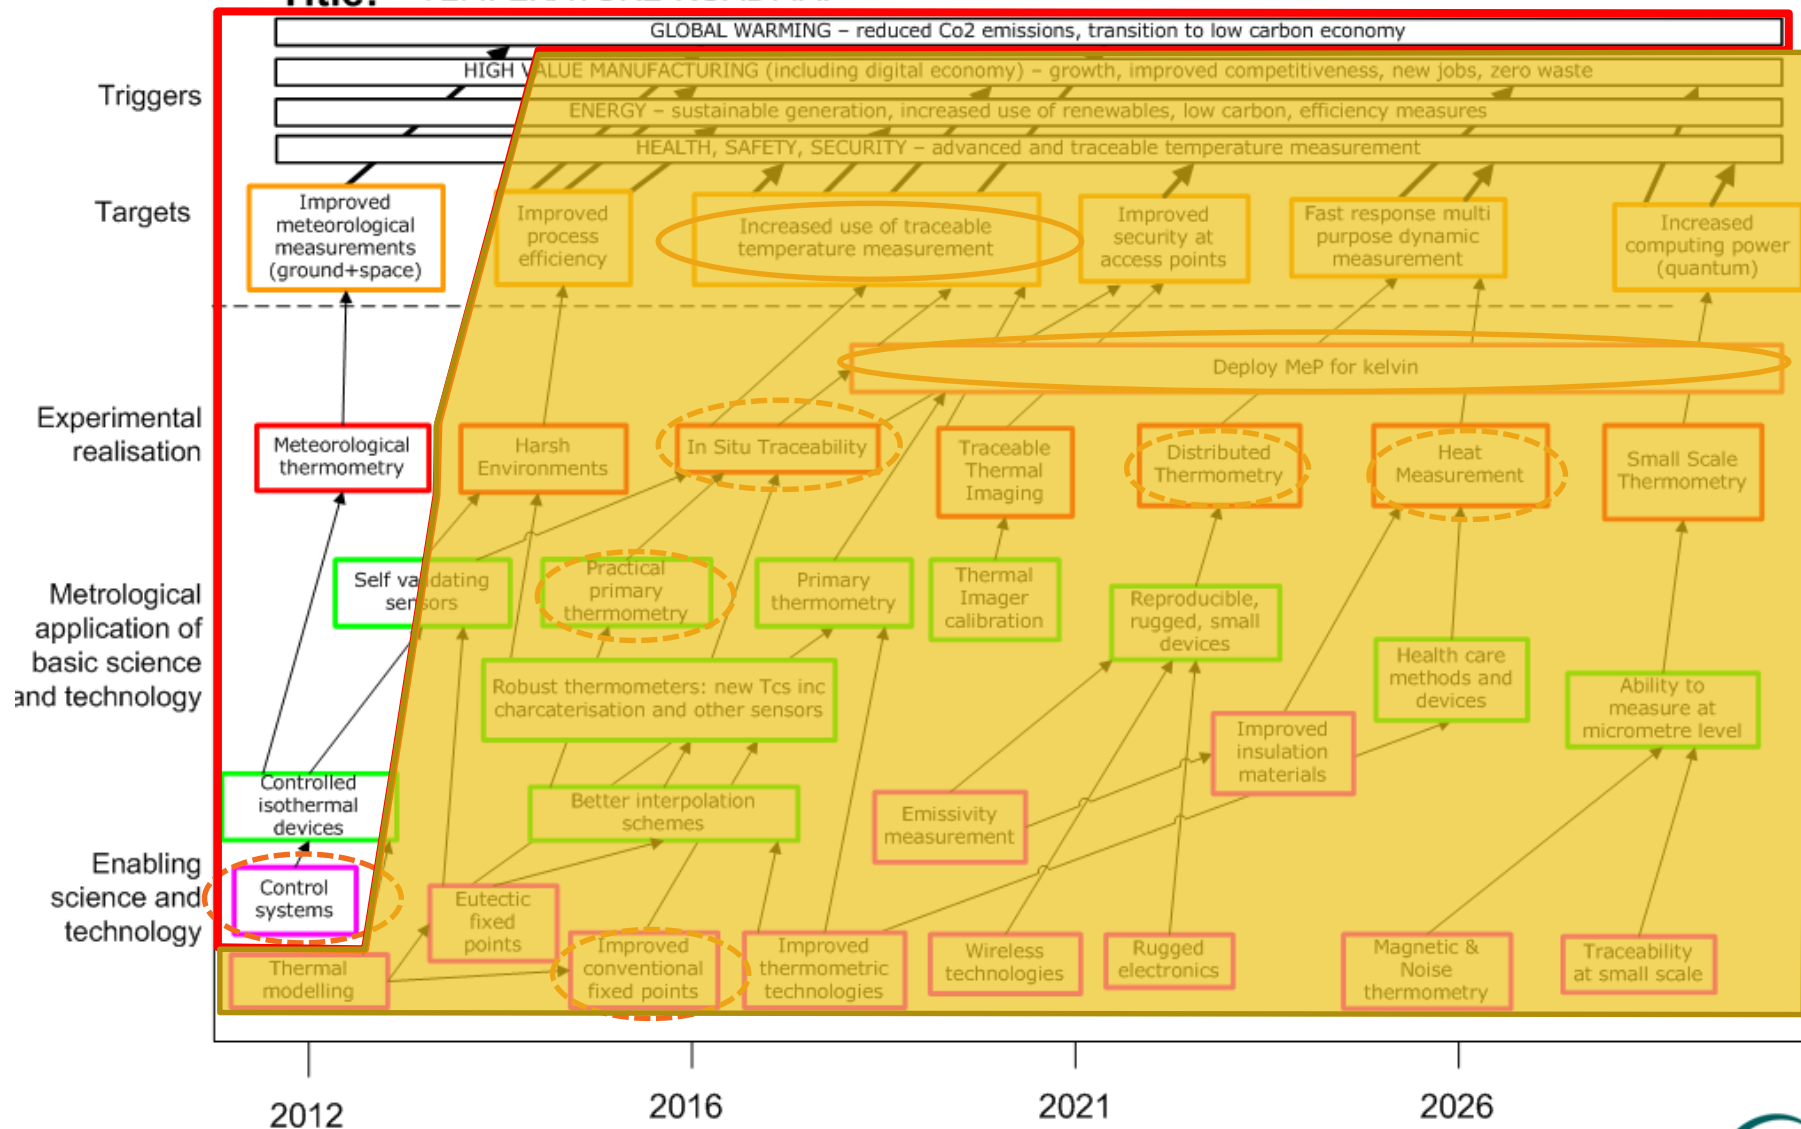 Title:
GLOBAL WARMING – reduced Co2 emissions, transition to low carbon economy
HIGH VALUE MANUFACTURING (including digital economy) – growth, improved competitiveness, new jobs, zero waste
Triggers
ENERGY – sustainable generation, increased use of renewables, low carbon, efficiency measures
HEALTH, SAFETY, SECURITY – advanced and traceable temperature measurement
Targets
Improved
meteorological
measurements
(ground+space)
Improved
process
efficiency
Increased use of traceable
temperature measurement
Improved
security at
access points
Fast response multi
purpose dynamic
measurement
Increased
computing power
(quantum)
Deploy MeP for kelvin
Experimental
realisation
Meteorological
thermometry
Harsh
Environments
In Situ Traceability
Traceable
Thermal
Imaging
Distributed
Thermometry
Heat
Measurement
Small Scale
Thermometry
Metrological
application of
basic science
and technology
Self validating
sensors
Practical
primary
thermometry
Primary
thermometry
Thermal
Imager
calibration
Reproducible,
rugged, small
devices
Health care
methods and
devices
Ability to
measure at
micrometre level
Robust thermometers: new Tcs inc
charcaterisation and other sensors
Improved
insulation
materials
Controlled
isothermal
devices
Better interpolation
schemes
Emissivity
measurement
Enabling
science and
technology
Control
systems
Eutectic
fixed
points
Thermal
modelling
Improved
conventional
fixed points
Improved
thermometric
technologies
Wireless
technologies
Rugged
electronics
Magnetic &
Noise
thermometry
Traceability
at small scale
2012
2016
2021
2026